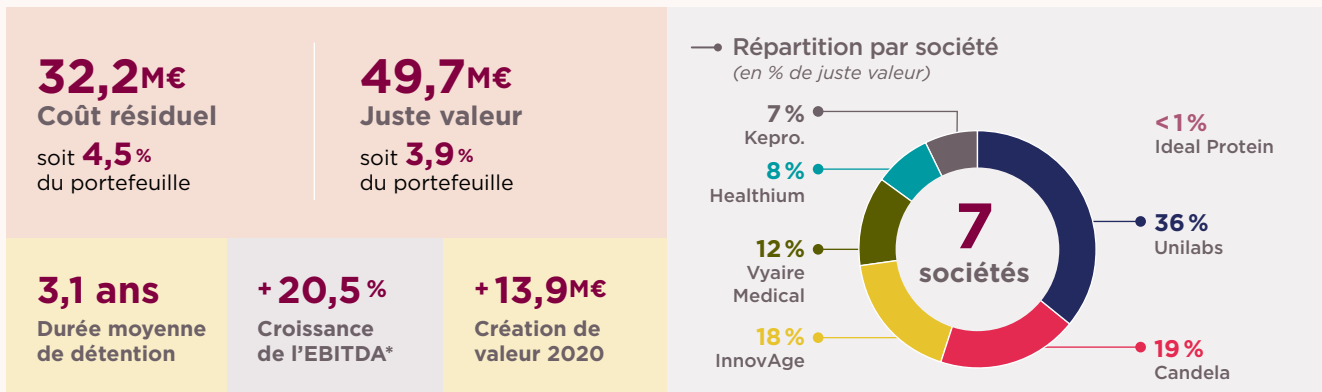 32,2M€
Coût résiduel
soit 4,5 %
du portefeuille
49,7M€
Juste valeur
soit 3,9 %
du portefeuille
3,1 ans
Durée moyenne
de détention
+ 20,5 %
Croissance
de l'EBITDA*
+ 13,9M€
Création de
valeur 2020
Répartition par société
(en % de juste valeur)
7 %
Kepro.
8 %
Healthium
12 %
Vyaire
Medical
18 %
InnovAge
7
sociétés
< 1 %
Ideal Protein
36 %
Unilabs
19 %
Candela